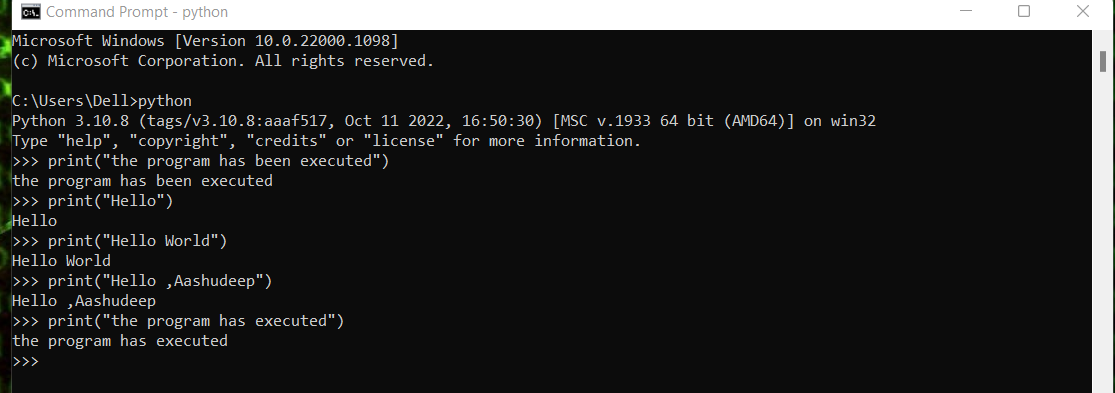 Command Prompt - python
Microsoft Windows [Version 10.0.22000.1098]
(c) Microsoft Corporation. All rights reserved.
C:\Users\Dell>python
Python 3.10.8 (tags/v3.10.8:aaaf517, Oct 11 2022, 16:50:30) [MSC v.1933 64 bit (AMD64)] on win32
Type "help", "copyright", "credits" or "license" for more information.
>>> print("the program has been executed")
the program has been executed
>>> print("Hello")
Hello
>>> print("Hello World")
Hello World
>>> print("Hello ,Aashudeep")
Hello ,Aashudeep
>>> print("the program has executed")
the program has executed
>>>